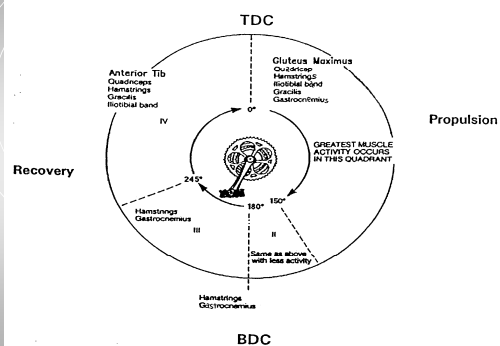 TDC
Gluteus Maximus
Quadricep
Hamstrings
Iliotibial band
Gracilis
Gastrocnemius
Anterior Tib
Quadriceps
Hamstrings
Gracilis
Iliotibial band
IV
0°
Propulsion
GREATEST MUSCLE
ACTIVITY OCCURS
IN THIS QUADRANT
Recovery
245°
150°
180°
Hamstrings
Gastrocnemius
III
II
Same as above
with less activity
Hamstrings
Gastrocnemius
BDC